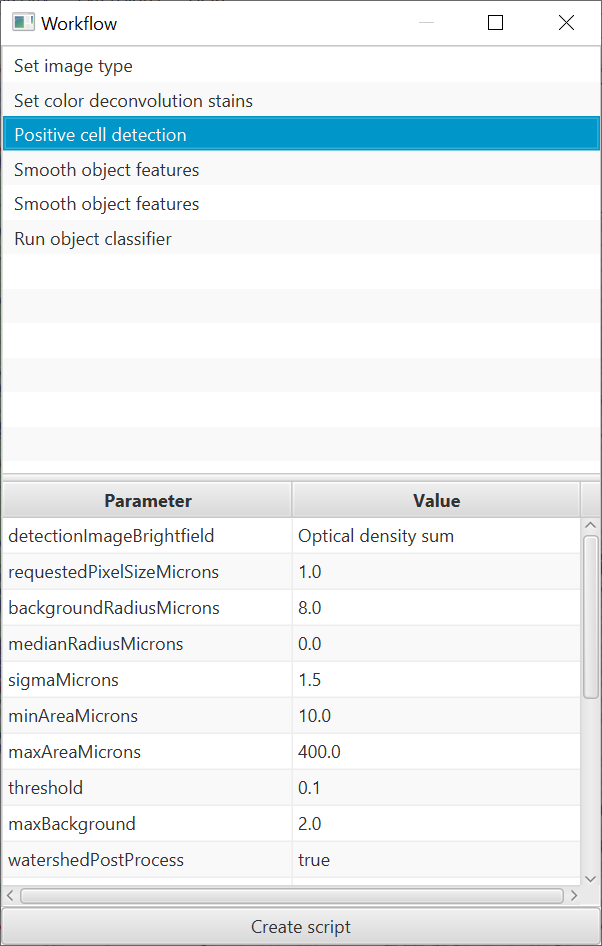 Workflow
Set image type
Set color deconvolution stains
Positive cell detection
Smooth object features
Smooth object features
Run object classifier
Parameter Value
detectionImageBrightfield Optical density sum
requestedPixelSizeMicrons 1.0
backgroundRadiusMicrons 8.0
medianRadiusMicrons 0.0
sigmaMicrons 1.5
minAreaMicrons 10.0
maxAreaMicrons 400.0
threshold 0.1
maxBackground 2.0
watershedPostProcess true
Create script